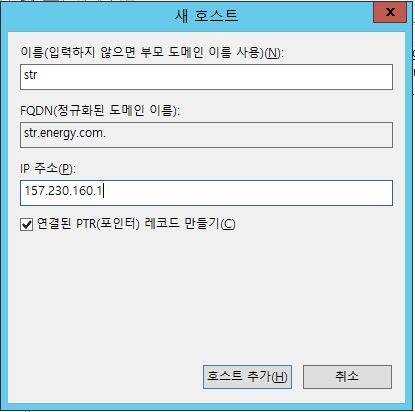 새 호스트
x
이름(입력하지 않으면 부모 도메인 이름 사용)(N):
str
FQDN(정규화된 도메인 이름):
str.energy.com.
IP 주소(P):
157.230.160.1
연결된 PTR(포인터) 레코드 만들기(C)
호스트 추가(H)
취소